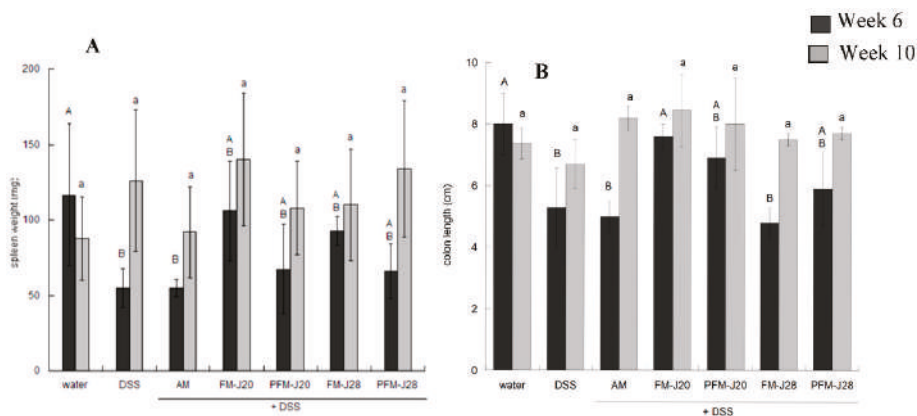 Week 6
Week 10
A
B
200
150
100
50
0
spleen weight (mg)
A
a
B
a
B
a
A
B
a
A
B
a
A
B
a
A
B
a
water DSS AM FM-J20 PFM-J20 FM-J28 PFM-J28
+ DSS
10
8
6
4
2
0
colon length (cm)
A
a
B
a
B
a
A
a
A
B
a
B
a
A
B
a
water DSS AM FM-J20 PFM-J20 FM-J28 PFM-J28
+ DSS